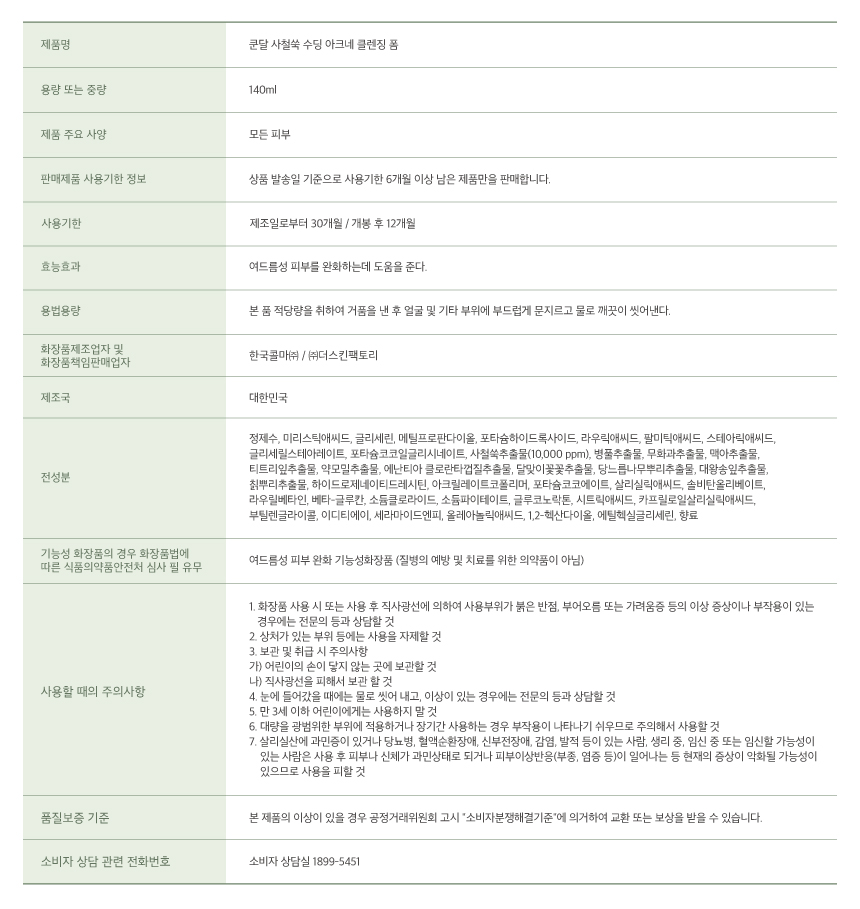 제품명
쿤달 사철쑥 수딩 아크네 클렌징 폼
용량 또는 중량
140ml
제품 주요 사양
모든 피부
판매제품 사용기한 정보
상품 발송일 기준으로 사용기한 6개월 이상 남은 제품만을 판매합니다.
사용기한
제조일로부터 30개월 / 개봉 후 12개월
효능효과
여드름성 피부를 완화하는데 도움을 준다.
용법용량
본 품 적당량을 취하여 거품을 낸 후 얼굴 및 기타 부위에 부드럽게 문지르고 물로 깨끗이 씻어낸다.
화장품제조업자 및
화장품책임판매업자
한국콜마㈜ / ㈜더스킨팩토리
제조국
대한민국
전성분
정제수, 미리스틱애씨드, 글리세린, 메틸프로판다이올, 포타슘하이드록사이드, 라우릭애씨드, 팔미틱애씨드, 스테아릭애씨드,
글리세릴스테아레이트, 포타슘코코일글리시네이트, 사철쑥추출물(10,000 ppm), 병풀추출물, 무화과추출물, 맥아추출물,
티트리잎추출물, 약모밀추출물, 에난티아 클로란타껍질추출물, 달맞이꽃꽃추출물, 당느릅나무뿌리추출물, 대왕송잎추출물,
칡뿌리추출물, 하이드로제네이티드레시틴, 아크릴레이트코폴리머, 포타슘코코에이트, 살리실릭애씨드, 솔비탄올리베이트,
라우릴베타인, 베타-글루칸, 소듐클로라이드, 소듐파이테이트, 글루코노락톤, 시트릭애씨드, 카프릴로일살리실릭애씨드,
부틸렌글라이콜, 이디티에이, 세라마이드엔피, 올레아놀릭애씨드, 1,2-헥산다이올, 에틸헥실글리세린, 향료
기능성 화장품의 경우 화장품법에
따른 식품의약품안전처 심사 필 유무
여드름성 피부 완화 기능성화장품 (질병의 예방 및 치료를 위한 의약품이 아님)
사용할 때의 주의사항
1. 화장품 사용 시 또는 사용 후 직사광선에 의하여 사용부위가 붉은 반점, 부어오름 또는 가려움증 등의 이상 증상이나 부작용이 있는
경우에는 전문의 등과 상담할 것
2. 상처가 있는 부위 등에는 사용을 자제할 것
3. 보관 및 취급 시 주의사항
가) 어린이의 손이 닿지 않는 곳에 보관할 것
나) 직사광선을 피해서 보관 할 것
4. 눈에 들어갔을 때에는 물로 씻어 내고, 이상이 있는 경우에는 전문의 등과 상담할 것
5. 만 3세 이하 어린이에게는 사용하지 말 것
6. 대량을 광범위한 부위에 적용하거나 장기간 사용하는 경우 부작용이 나타나기 쉬우므로 주의해서 사용할 것
7. 살리실산에 과민증이 있거나 당뇨병, 혈액순환장애, 신부전장애, 감염, 발적 등이 있는 사람, 생리 중, 임신 중 또는 임신할 가능성이
있는 사람은 사용 후 피부나 신체가 과민상태로 되거나 피부이상반응(부종, 염증 등)이 일어나는 등 현재의 증상이 악화될 가능성이
있으므로 사용을 피할 것
품질보증 기준
본 제품의 이상이 있을 경우 공정거래위원회 고시 "소비자분쟁해결기준"에 의거하여 교환 또는 보상을 받을 수 있습니다.
소비자 상담 관련 전화번호
소비자 상담실 1899-5451